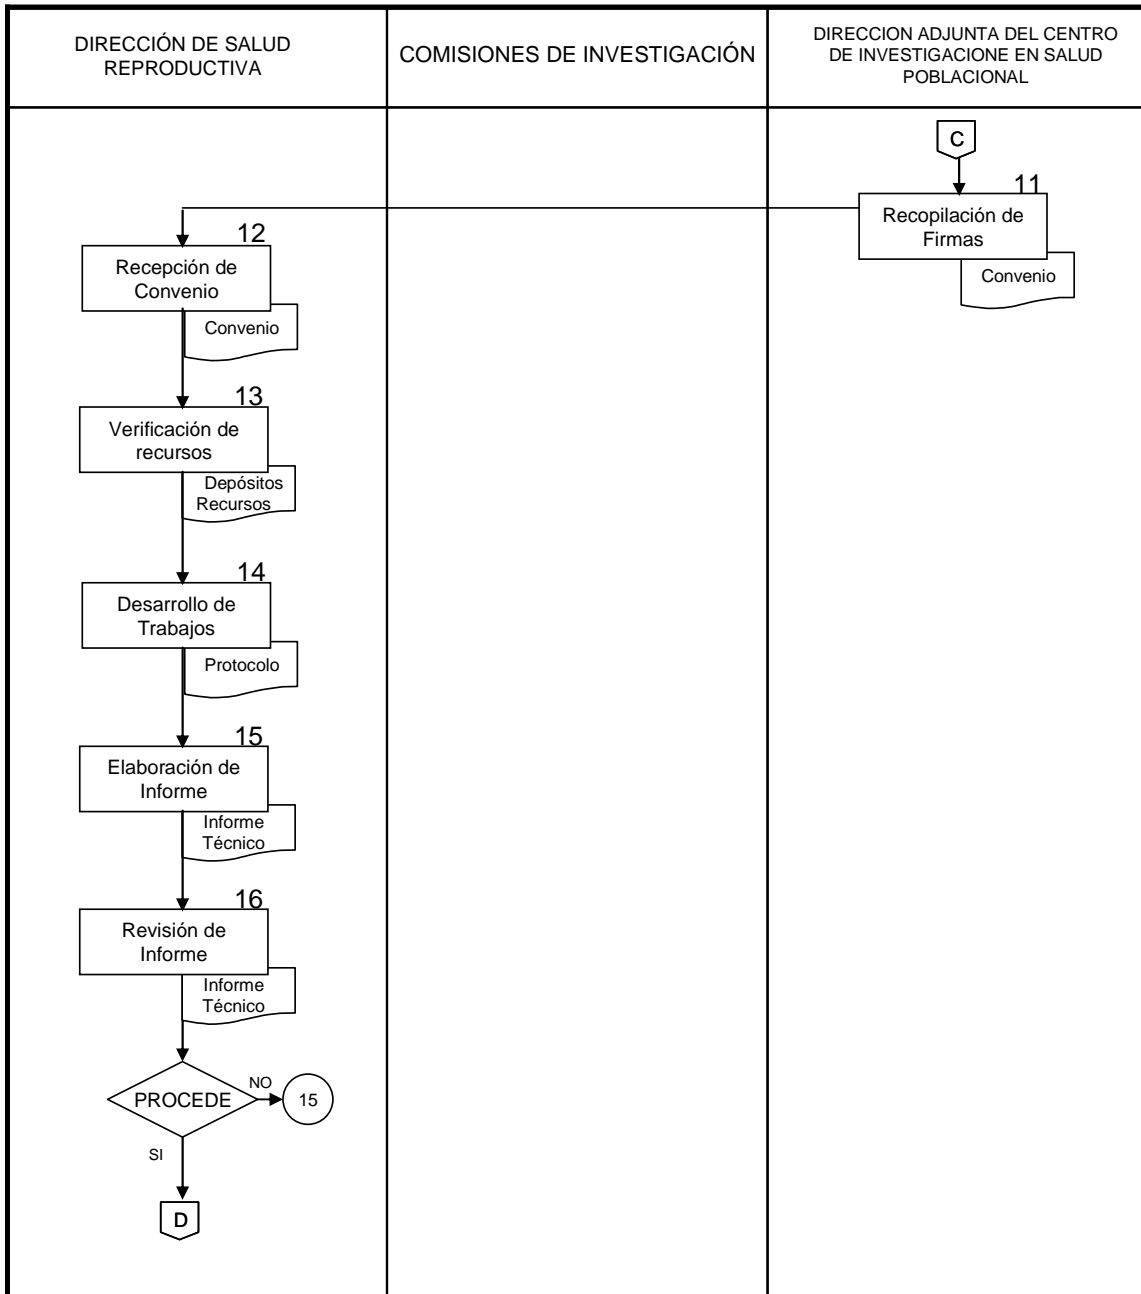 DIRECCIÓN DE SALUD
REPRODUCTIVA
COMISIONES DE INVESTIGACIÓN
DIRECCION ADJUNTA DEL CENTRO
DE INVESTIGACIONE EN SALUD
POBLACIONAL
C
11
Recopilación de
Firmas
Convenio
12
Recepción de
Convenio
Convenio
13
Verificación de
recursos
Depósitos
Recursos
14
Desarrollo de
Trabajos
Protocolo
15
Elaboración de
Informe
Informe
Técnico
16
Revisión de
Informe
Informe
Técnico
PROCEDE
NO
15
SI
D